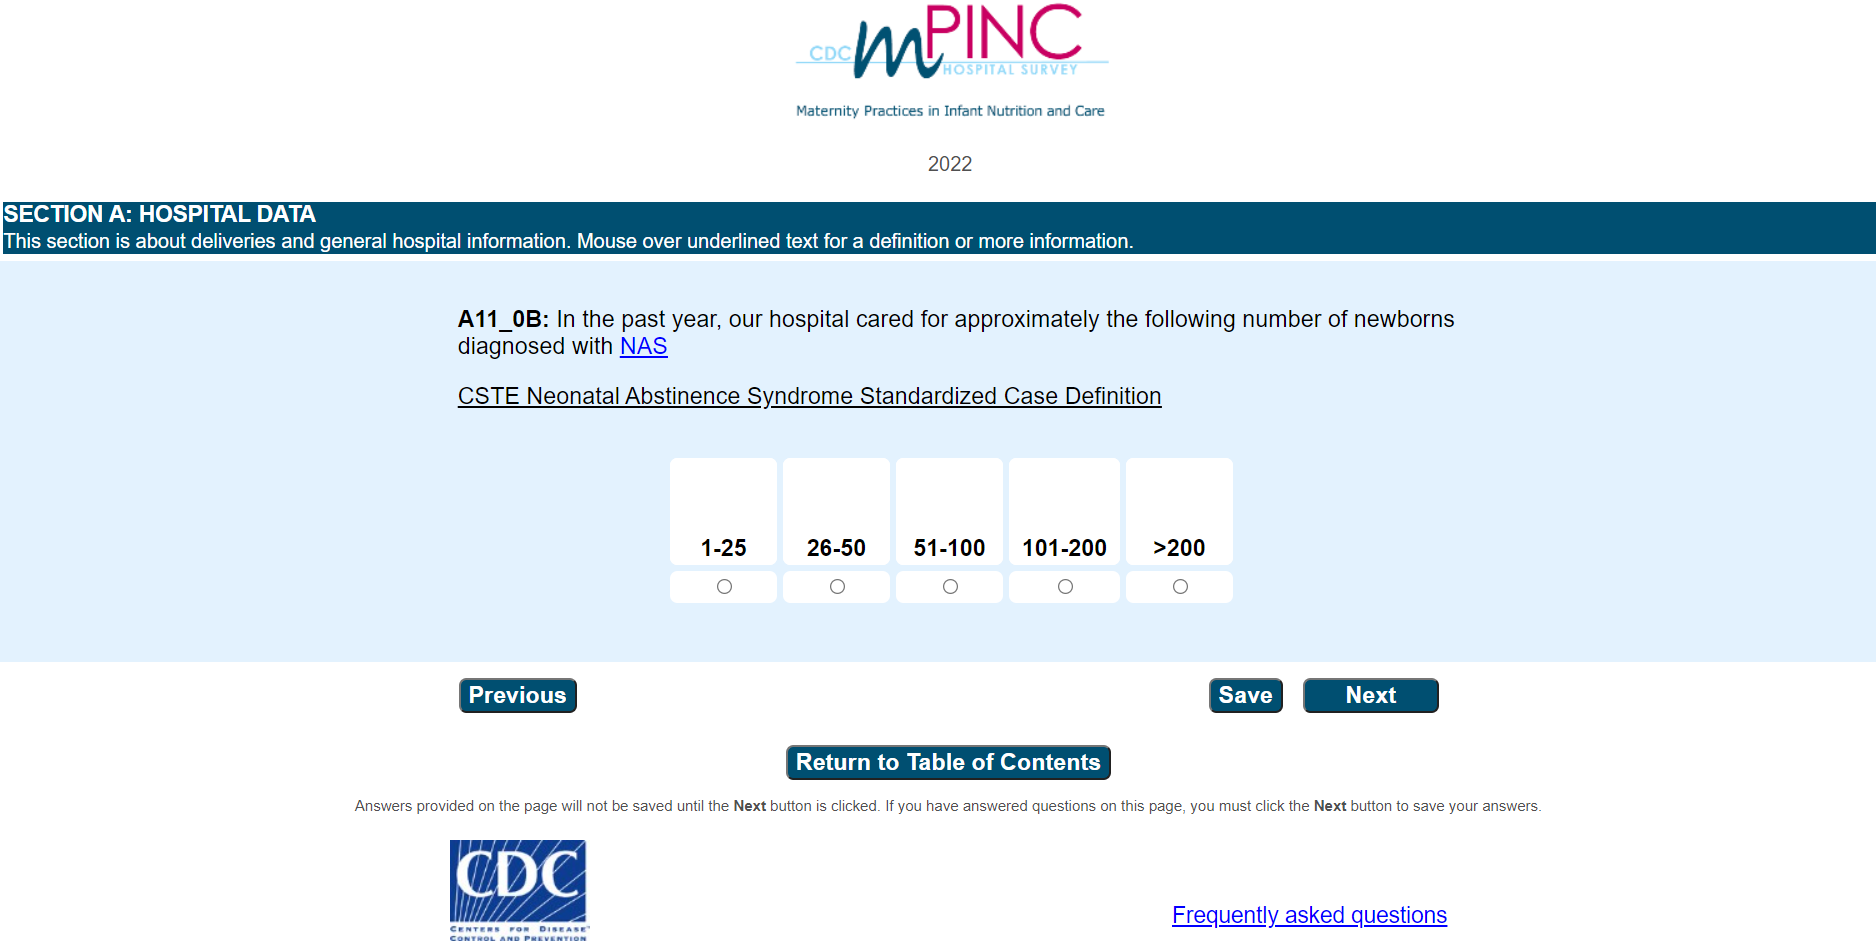 CDC mPINC
HOSPITAL SURVEY
Maternity Practices in Infant Nutrition and Care
2022
SECTION A: HOSPITAL DATA
This section is about deliveries and general hospital information. Mouse over underlined text for a definition or more information.
A11_0B: In the past year, our hospital cared for approximately the following number of newborns
diagnosed with NAS
CSTE Neonatal Abstinence Syndrome Standardized Case Definition
1-25 26-50 51-100 101-200 >200
Previous Save Next
Return to Table of Contents
Answers provided on the page will not be saved until the Next button is clicked. If you have answered questions on this page, you must click the Next button to save your answers.
CDC
CENTERS FOR DISEASE
CONTROL AND PREVENTION
Frequently asked questions